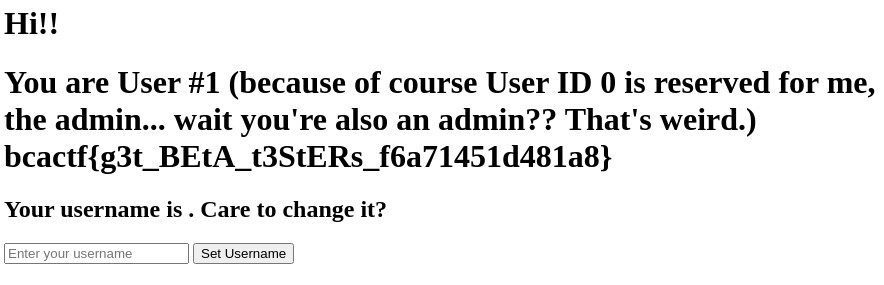 Hi!!
You are User #1 (because of course User ID 0 is reserved for me,
the admin... wait you're also an admin?? That's weird.)
bcactf{g3t_BEtA_t3StERs_f6a71451d481a8}
Your username is . Care to change it?
Enter your username Set Username